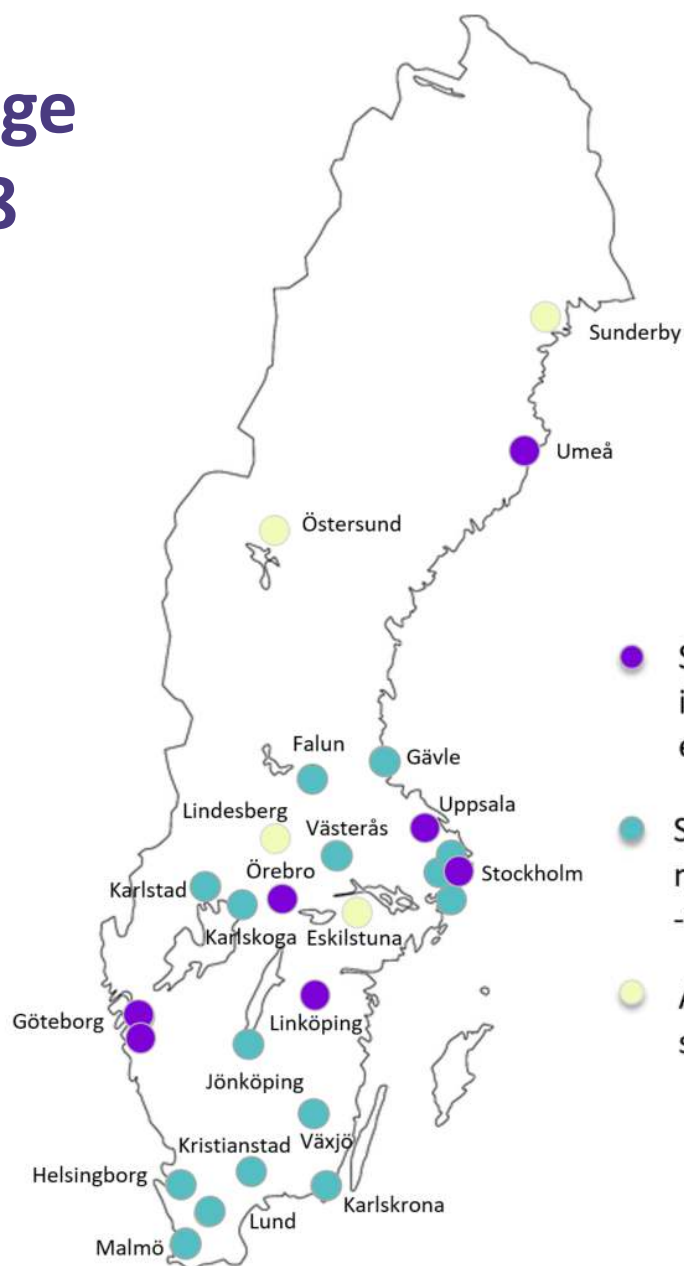 ge
8
Sunderby
Umeå
Östersund
Falun
Gävle
Uppsala
Lindesberg
Västerås
Örebro
Stockholm
Karlstad
Karlskoga
Eskilstuna
Göteborg
Linköping
Jönköping
Växjö
Kristianstad
Helsingborg
Karlskrona
Lund
Malmö
S
i
e
S
-
s